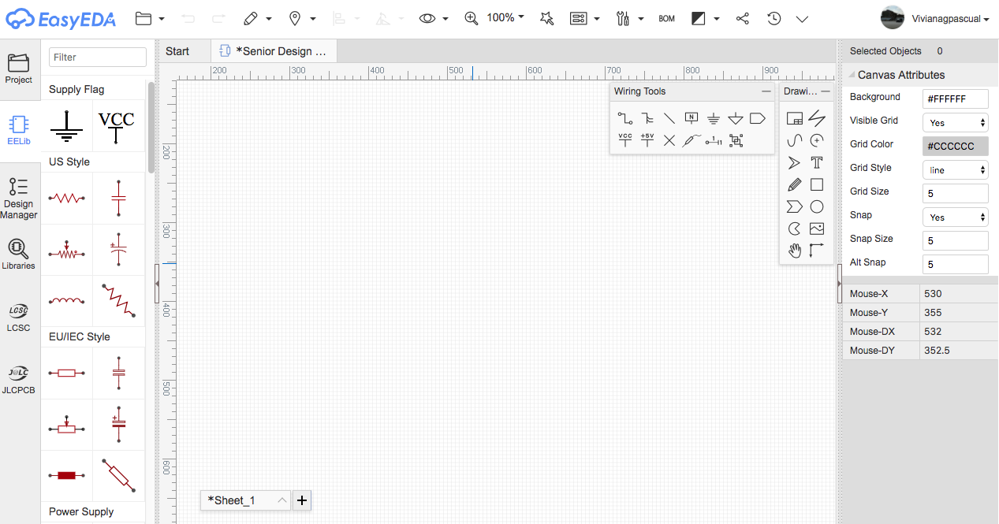 EasyEDA
100%
BOM
Vivianagpascual
Project
EELib
Design
Manager
Libraries
LCSC
LCSC
J@LC
JLCPCB
Filter
Supply Flag
VCC
US Style
EU/IEC Style
Power Supply
Start
*Senior Design ...
200
300
400
500
600
700
800
900
200
300
400
500
600
Wiring Tools
N
VCC
+5V
1
Drawi...
T
*Sheet_1
Selected Objects 0
Canvas Attributes
Background #FFFFFF
Visible Grid Yes
Grid Color #CCCCCC
Grid Style line
Grid Size 5
Snap Yes
Snap Size 5
Alt Snap 5
Mouse-X 530
Mouse-Y 355
Mouse-DX 532
Mouse-DY 352.5